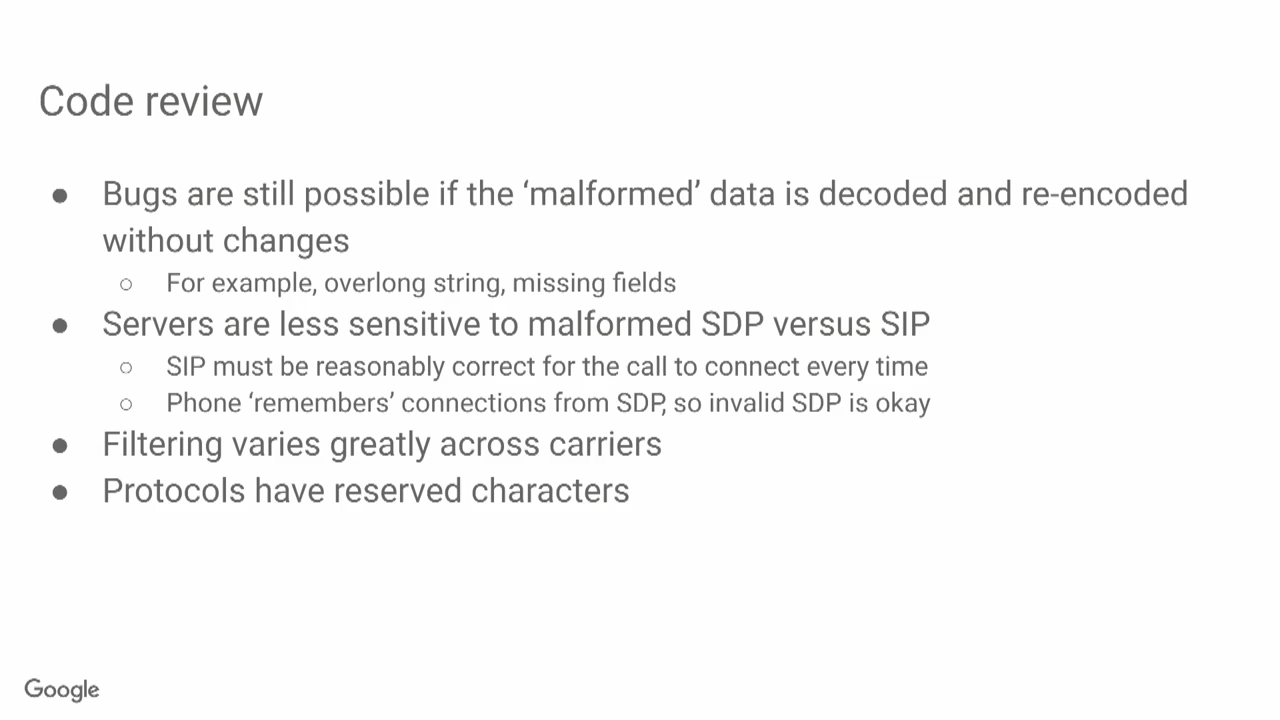 Code review
● Bugs are still possible if the ‘malformed’ data is decoded and re-encoded
without changes
○ For example, overlong string, missing fields
● Servers are less sensitive to malformed SDP versus SIP
○ SIP must be reasonably correct for the call to connect every time
○ Phone ‘remembers’ connections from SDP, so invalid SDP is okay
● Filtering varies greatly across carriers
● Protocols have reserved characters
Google